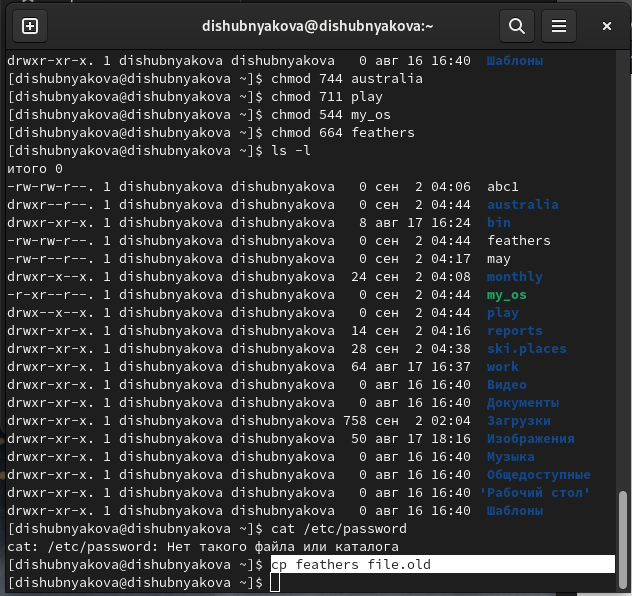 dishubnyakova@dishubnyakova:~
drwxr-xr-x. 1 dishubnyakova dishubnyakova   0 авг 16 16:40  Шаблоны
[dishubnyakova@dishubnyakova ~]$ chmod 744 australia
[dishubnyakova@dishubnyakova ~]$ chmod 711 play
[dishubnyakova@dishubnyakova ~]$ chmod 544 my_os
[dishubnyakova@dishubnyakova ~]$ chmod 664 feathers
[dishubnyakova@dishubnyakova ~]$ ls -l
итого 0
-rw-rw-r--. 1 dishubnyakova dishubnyakova   0 сен  2 04:06  abc1
drwxr--r--. 1 dishubnyakova dishubnyakova   0 сен  2 04:44  australia
drwxr-xr-x. 1 dishubnyakova dishubnyakova   8 авг 17 16:24  bin
-rw-rw-r--. 1 dishubnyakova dishubnyakova   0 сен  2 04:44  feathers
-rw-r--r--. 1 dishubnyakova dishubnyakova   0 сен  2 04:17  may
drwxr-x--x. 1 dishubnyakova dishubnyakova  24 сен  2 04:08  monthly
-r-xr--r--. 1 dishubnyakova dishubnyakova   0 сен  2 04:44  my_os
drwx--x--x. 1 dishubnyakova dishubnyakova   0 сен  2 04:44  play
drwxr-xr-x. 1 dishubnyakova dishubnyakova  14 сен  2 04:16  reports
drwxr-xr-x. 1 dishubnyakova dishubnyakova  28 сен  2 04:38  ski.places
drwxr-xr-x. 1 dishubnyakova dishubnyakova  64 авг 17 16:37  work
drwxr-xr-x. 1 dishubnyakova dishubnyakova   0 авг 16 16:40  Видео
drwxr-xr-x. 1 dishubnyakova dishubnyakova   0 авг 16 16:40  Документы
drwxr-xr-x. 1 dishubnyakova dishubnyakova 758 сен  2 02:04  Загрузки
drwxr-xr-x. 1 dishubnyakova dishubnyakova  50 авг 17 18:16  Изображения
drwxr-xr-x. 1 dishubnyakova dishubnyakova   0 авг 16 16:40  Музыка
drwxr-xr-x. 1 dishubnyakova dishubnyakova   0 авг 16 16:40  Общедоступные
drwxr-xr-x. 1 dishubnyakova dishubnyakova   0 авг 16 16:40 'Рабочий стол'
drwxr-xr-x. 1 dishubnyakova dishubnyakova   0 авг 16 16:40  Шаблоны
[dishubnyakova@dishubnyakova ~]$ cat /etc/password
cat: /etc/password: Нет такого файла или каталога
[dishubnyakova@dishubnyakova ~]$ cp feathers file.old
[dishubnyakova@dishubnyakova ~]$